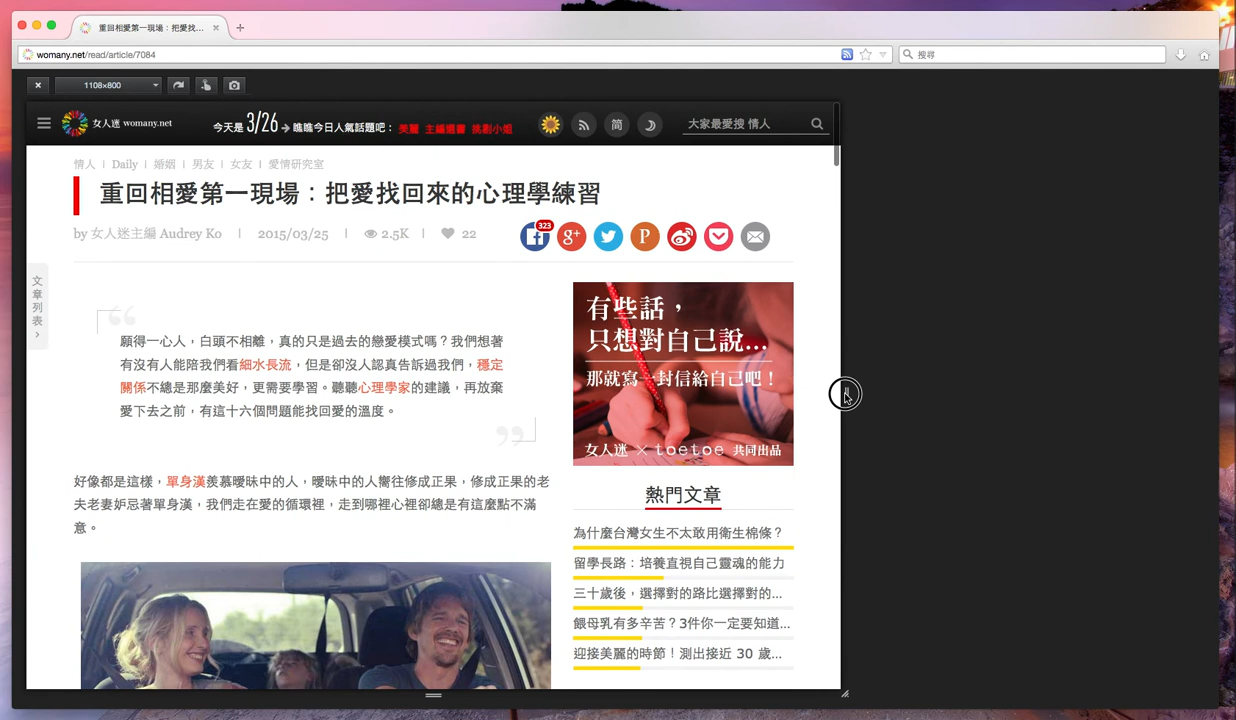 重回相愛第一現場：把愛找...
womany.net/read/article/7084
搜尋
1108×800
女人迷 womany.net
今天是 3/26 → 瞧瞧今日人氣話題吧： 美麗 主編選書 挑剔小姐
简
大家最愛搜 情人
情人 | Daily | 婚姻 | 男友 | 女友 | 愛情研究室
重回相愛第一現場：把愛找回來的心理學練習
by 女人迷主編 Audrey Ko | 2015/03/25 | 2.5K | 22
323
g+
P
文章列表 ›
願得一心人，白頭不相離，真的只是過去的戀愛模式嗎？我們想著
有沒有人能陪我們看細水長流，但是卻沒人認真告訴過我們，穩定
關係不總是那麼美好，更需要學習。聽聽心理學家的建議，再放棄
愛下去之前，有這十六個問題能找回愛的溫度。
好像都是這樣，單身漢羨慕曖昧中的人，曖昧中的人嚮往修成正果，修成正果的老
夫老妻妒忌著單身漢，我們走在愛的循環裡，走到哪裡心裡卻總是有這麼點不滿
意。
有些話，
只想對自己說...
那就寫一封信給自己吧！
女人迷 × toetoe 共同出品
熱門文章
為什麼台灣女生不太敢用衛生棉條？
留學長路：培養直視自己靈魂的能力
三十歲後，選擇對的路比選擇對的...
餵母乳有多辛苦？3件你一定要知道...
迎接美麗的時節！測出接近 30 歲...